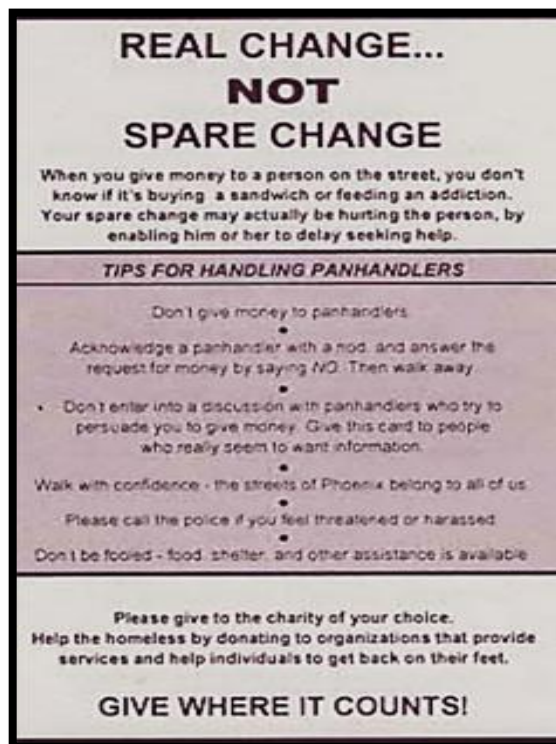 REAL CHANGE...
NOT
SPARE CHANGE
When you give money to a person on the street, you don't
know if it's buying a sandwich or feeding an addiction.
Your spare change may actually be hurting the person, by
enabling him or her to delay seeking help.
TIPS FOR HANDLING PANHANDLERS
Don't give money to panhandlers
•
Acknowledge a panhandler with a nod, and answer the
request for money by saying NO. Then walk away.
•
• Don't enter into a discussion with panhandlers who try to
persuade you to give money. Give this card to people
who really seem to want information.
•
Walk with confidence - the streets of Phoenix belong to all of us
•
Please call the police if you feel threatened or harassed
•
Don't be fooled - food, shelter, and other assistance is available
Please give to the charity of your choice.
Help the homeless by donating to organizations that provide
services and help individuals to get back on their feet.
GIVE WHERE IT COUNTS!